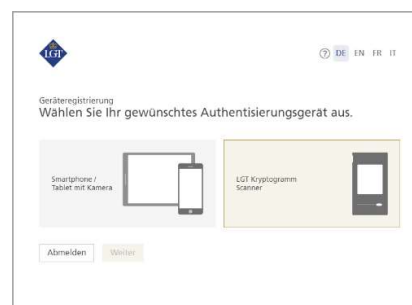 LGT
? DE EN FR IT
Geräteregistrierung
Wählen Sie Ihr gewünschtes Authentisierungsgerät aus.
Smartphone /
Tablet mit Kamera
LGT Kryptogramm
Scanner
Abmelden Weiter